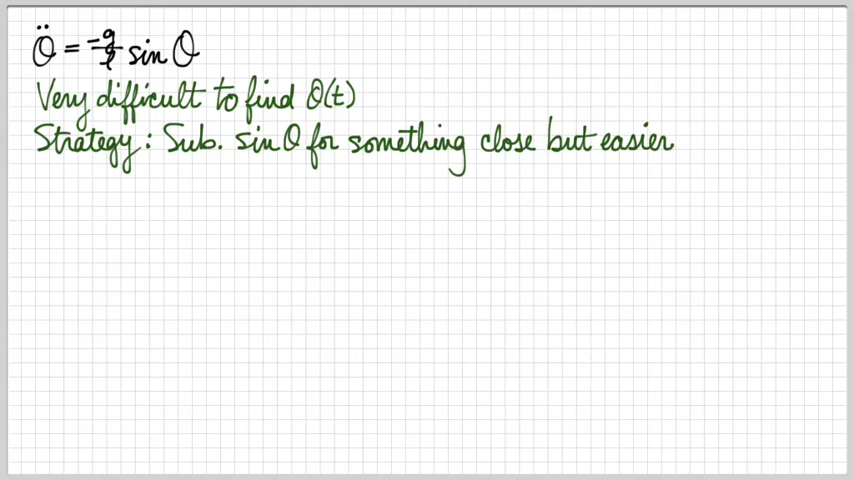 θ̈ = -g/ℓ sin θ
Very difficult to find θ(t)
Strategy: Sub. sin θ for something close but easier